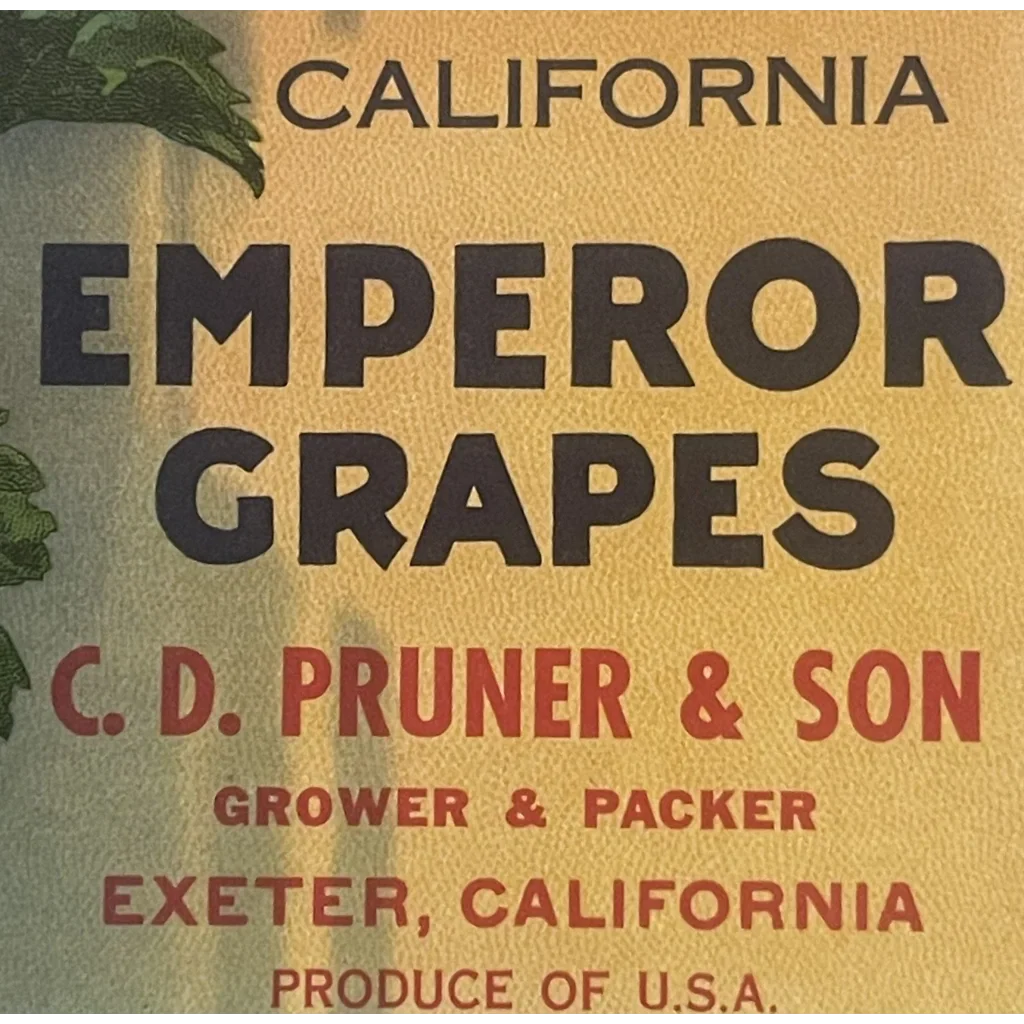 CALIFORNIA
EMPEROR
GRAPES
C. D. PRUNER & SON
GROWER & PACKER
EXETER, CALIFORNIA
PRODUCE OF U.S.A.